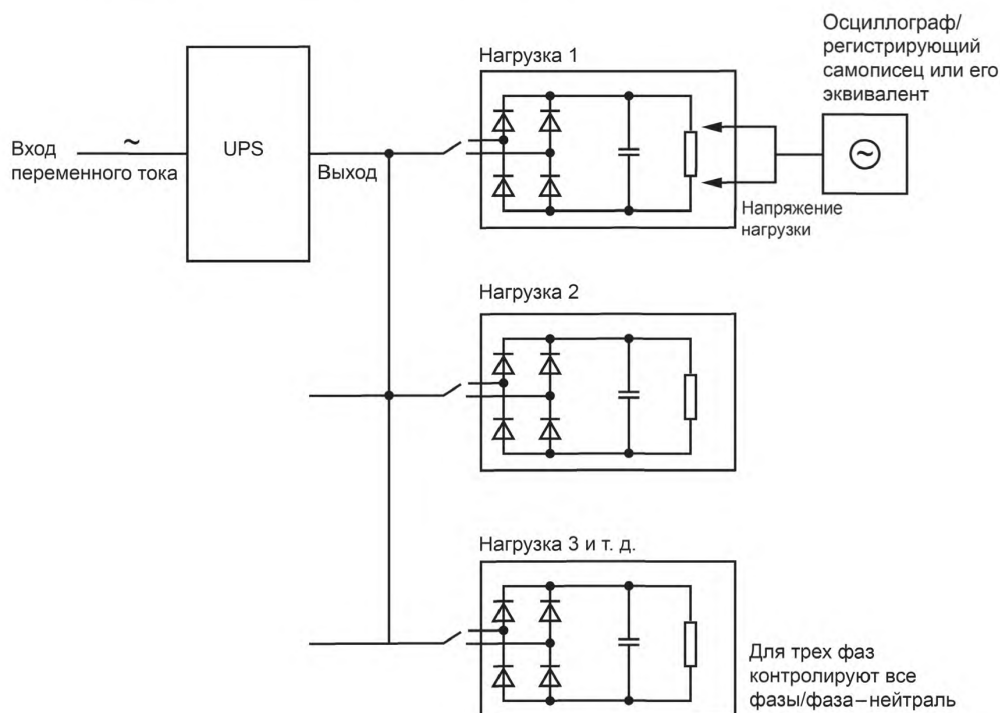 Осциллограф/
регистрирующий
самописец или его
эквивалент
Нагрузка 1
Вход
переменного тока
~
UPS
Выход
~
Напряжение
нагрузки
Нагрузка 2
Нагрузка 3 и т. д.
Для трех фаз
контролируют все
фазы/фаза–нейтраль